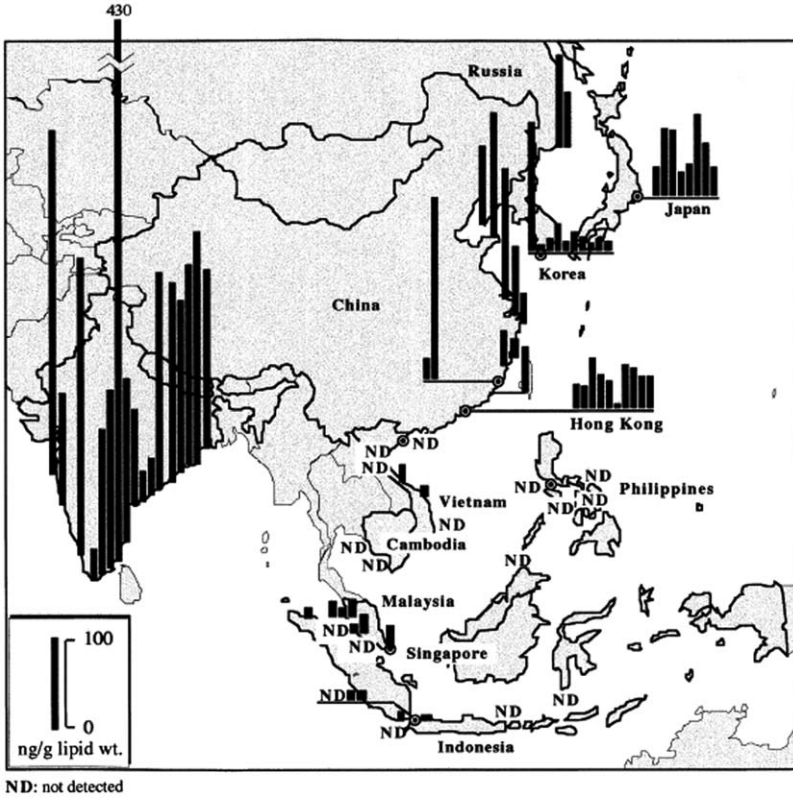 430
Russia
Japan
Korea
China
Hong Kong
ND ND
ND
ND
Vietnam
ND
ND
Cambodia
ND
ND
ND
ND
ND
Philippines
ND
Malaysia
ND
ND
Singapore
ND
ND
ND
ND
Indonesia
100
0
ng/g lipid wt.
ND: not detected